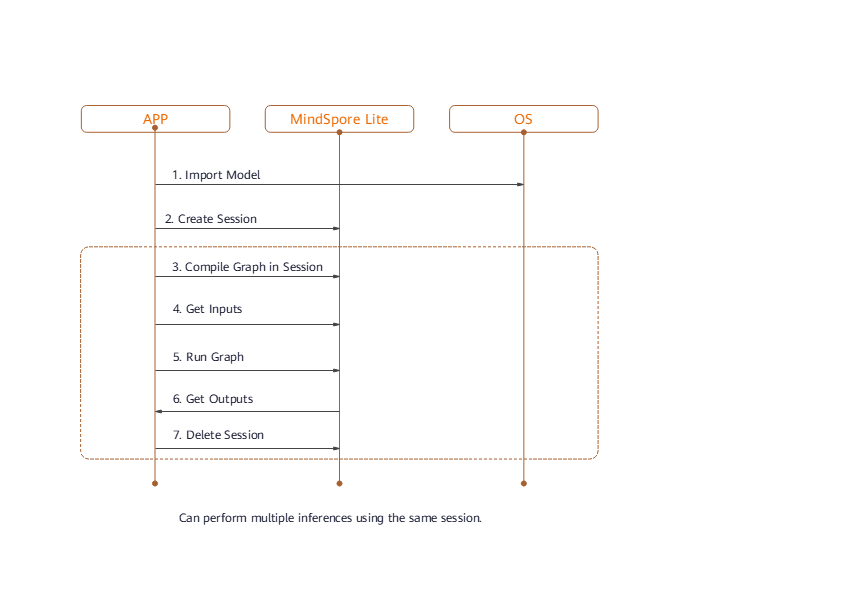 APP
MindSpore Lite
OS
1. Import Model
2. Create Session
3. Compile Graph in Session
4. Get Inputs
5. Run Graph
6. Get Outputs
7. Delete Session
Can perform multiple inferences using the same session.